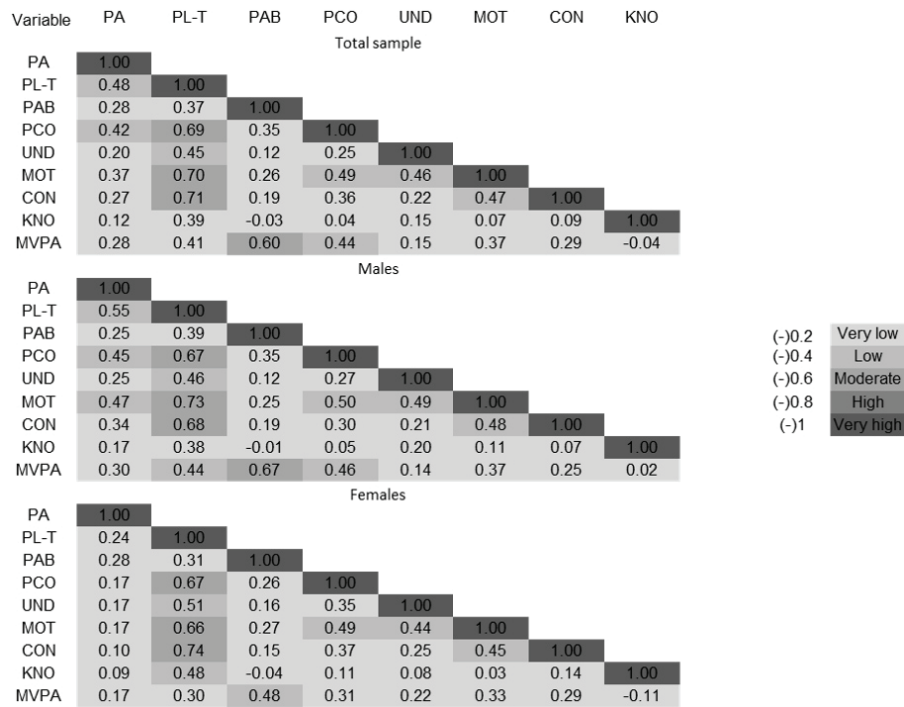 Variable PA PL-T PAB PCO UND MOT CON KNO
Total sample
PA 1.00
PL-T 0.48 1.00
PAB 0.28 0.37 1.00
PCO 0.42 0.69 0.35 1.00
UND 0.20 0.45 0.12 0.25 1.00
MOT 0.37 0.70 0.26 0.49 0.46 1.00
CON 0.27 0.71 0.19 0.36 0.22 0.47 1.00
KNO 0.12 0.39 -0.03 0.04 0.15 0.07 0.09 1.00
MVPA 0.28 0.41 0.60 0.44 0.15 0.37 0.29 -0.04
Males
PA 1.00
PL-T 0.55 1.00
PAB 0.25 0.39 1.00
PCO 0.45 0.67 0.35 1.00
UND 0.25 0.46 0.12 0.27 1.00
MOT 0.47 0.73 0.25 0.50 0.49 1.00
CON 0.34 0.68 0.19 0.30 0.21 0.48 1.00
KNO 0.17 0.38 -0.01 0.05 0.20 0.11 0.07 1.00
MVPA 0.30 0.44 0.67 0.46 0.14 0.37 0.25 0.02
(-)0.2 Very low
(-)0.4 Low
(-)0.6 Moderate
(-)0.8 High
(-)1 Very high
Females
PA 1.00
PL-T 0.24 1.00
PAB 0.28 0.31 1.00
PCO 0.17 0.67 0.26 1.00
UND 0.17 0.51 0.16 0.35 1.00
MOT 0.17 0.66 0.27 0.49 0.44 1.00
CON 0.10 0.74 0.15 0.37 0.25 0.45 1.00
KNO 0.09 0.48 -0.04 0.11 0.08 0.03 0.14 1.00
MVPA 0.17 0.30 0.48 0.31 0.22 0.33 0.29 -0.11